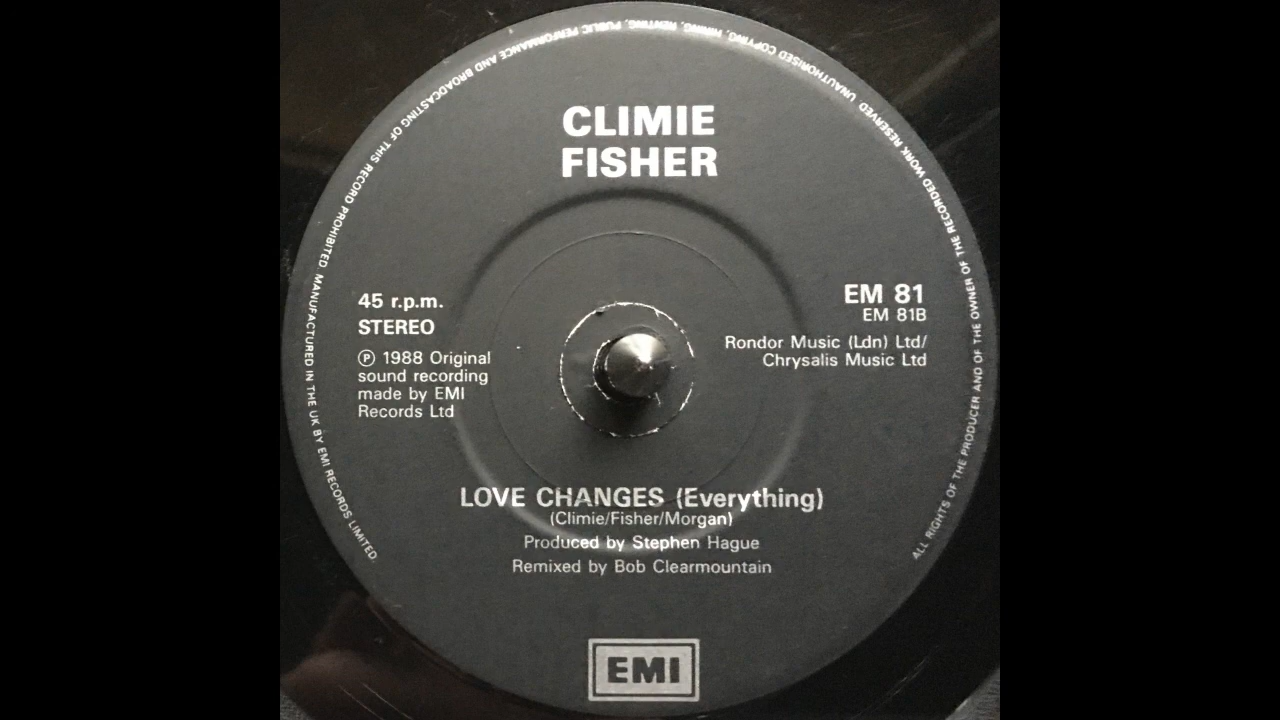 CLIMIE
FISHER
45 r.p.m.
STEREO
℗ 1988 Original
sound recording
made by EMI
Records Ltd
EM 81
EM 81B
Rondor Music (Ldn) Ltd/
Chrysalis Music Ltd
LOVE CHANGES (Everything)
(Climie/Fisher/Morgan)
Produced by Stephen Hague
Remixed by Bob Clearmountain
EMI
ALL RIGHTS OF THE PRODUCER AND OF THE OWNER OF THE RECORDED WORK RESERVED. UNAUTHORISED COPYING, HIRING, RENTING, PUBLIC PERFORMANCE AND BROADCASTING OF THIS RECORD PROHIBITED. MANUFACTURED IN THE UK BY EMI RECORDS LIMITED.